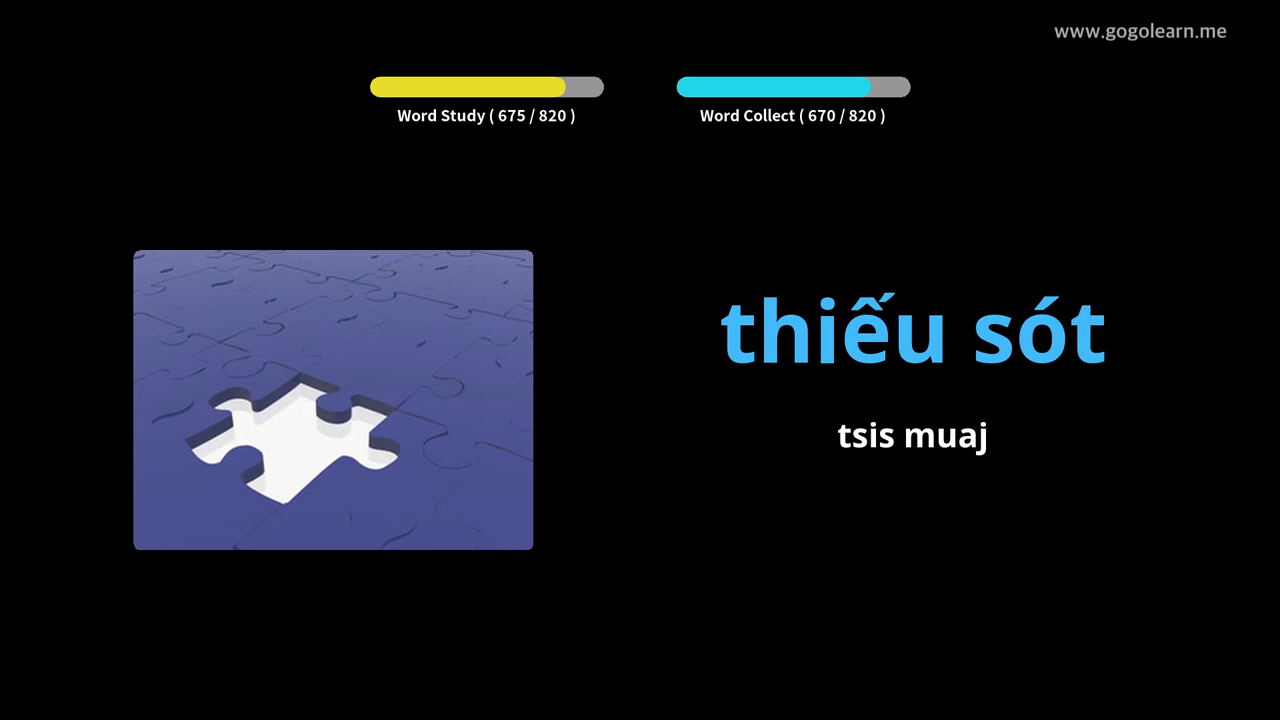 www.gogolearn.me
Word Study ( 675 / 820 )
Word Collect ( 670 / 820 )
thiếu sót
tsis muaj